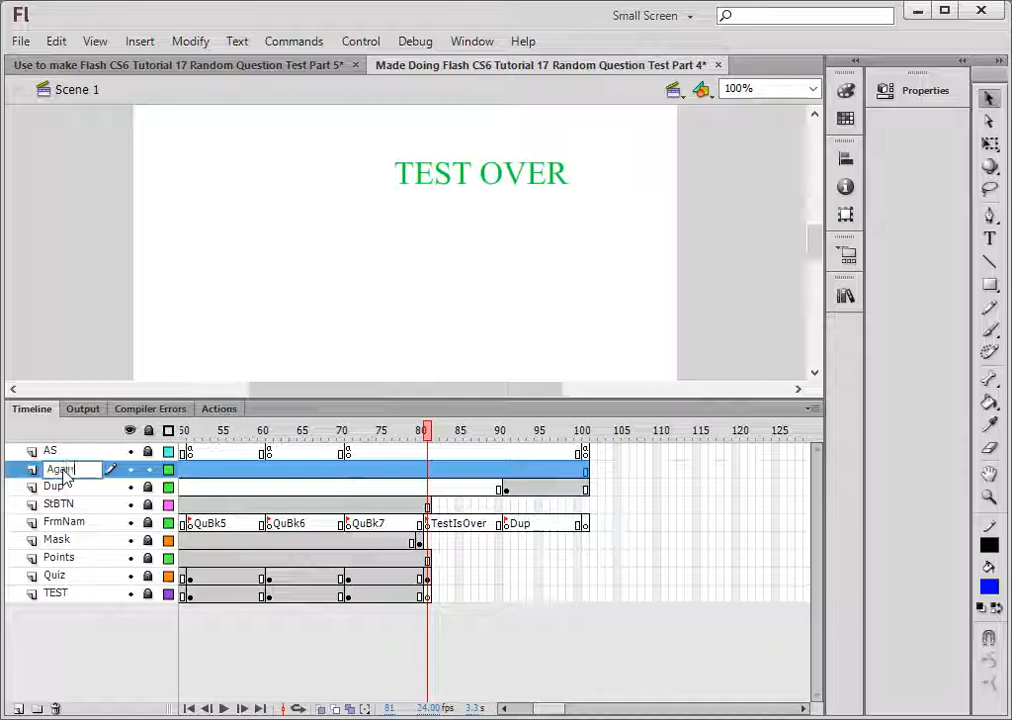 Fl
Small Screen
File Edit View Insert Modify Text Commands Control Debug Window Help
Use to make Flash CS6 Tutorial 17 Random Question Test Part 5* ×
Made Doing Flash CS6 Tutorial 17 Random Question Test Part 4* ×
Scene 1
100%
Properties
TEST OVER
Timeline Output Compiler Errors Actions
50 55 60 65 70 75 80 85 90 95 100 105 110 115 120 125
AS
Again
Dup
StBTN
FrmNam QuBk5 QuBk6 QuBk7 TestIsOver Dup
Mask
Points
Quiz
TEST
81 24.00 fps 3.3 s